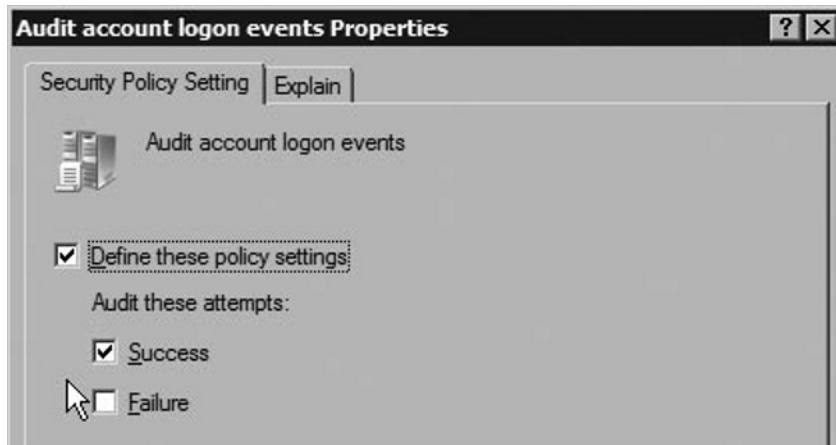 Audit account logon events Properties
Security Policy Setting
Explain
Audit account logon events
Define these policy settings
Audit these attempts:
Success
Failure